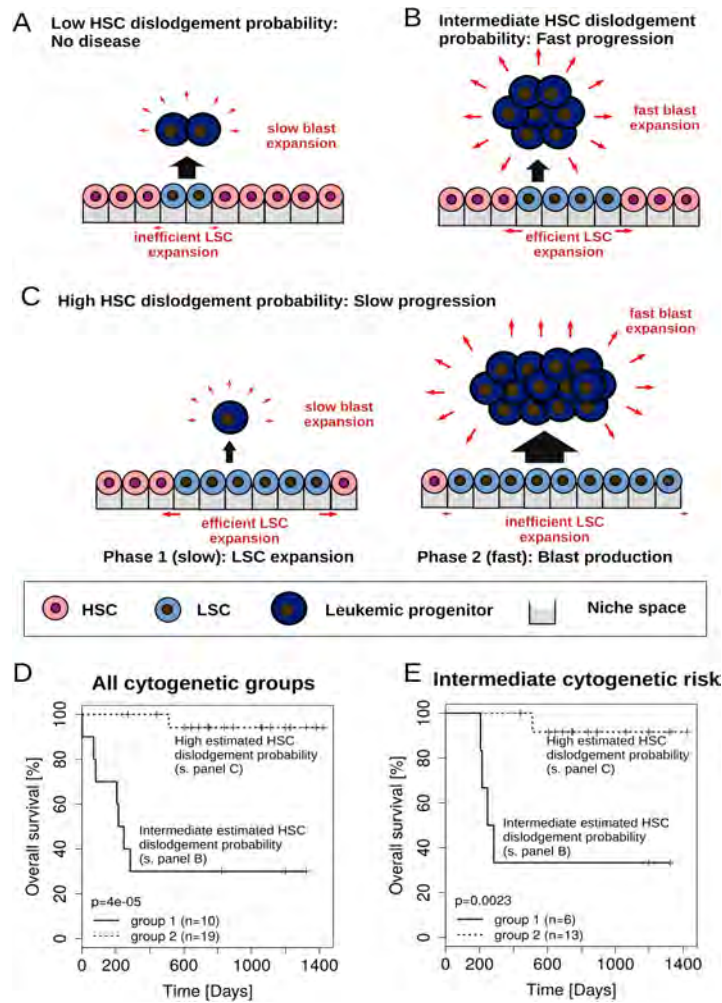 A
Low HSC dislodgement probability:
No disease
slow blast
expansion
inefficient LSC
expansion
B
Intermediate HSC dislodgement
probability: Fast progression
fast blast
expansion
efficient LSC
expansion
C
High HSC dislodgement probability: Slow progression
slow blast
expansion
efficient LSC
expansion
Phase 1 (slow): LSC expansion
fast blast
expansion
inefficient LSC
expansion
Phase 2 (fast): Blast production
HSC
LSC
Leukemic progenitor
Niche space
D
All cytogenetic groups
Overall survival [%]
100
80
60
40
20
0
High estimated HSC
dislodgement probability
(s. panel C)
Intermediate estimated HSC
dislodgement probability
(s. panel B)
p=4e-05
group 1 (n=10)
group 2 (n=19)
0
200
600
1000
1400
Time [Days]
E
Intermediate cytogenetic risk
Overall survival [%]
100
80
60
40
20
0
High estimated HSC
dislodgement probability
(s. panel C)
Intermediate estimated HSC
dislodgement probability
(s. panel B)
p=0.0023
group 1 (n=6)
group 2 (n=13)
0
200
600
1000
1400
Time [Days]